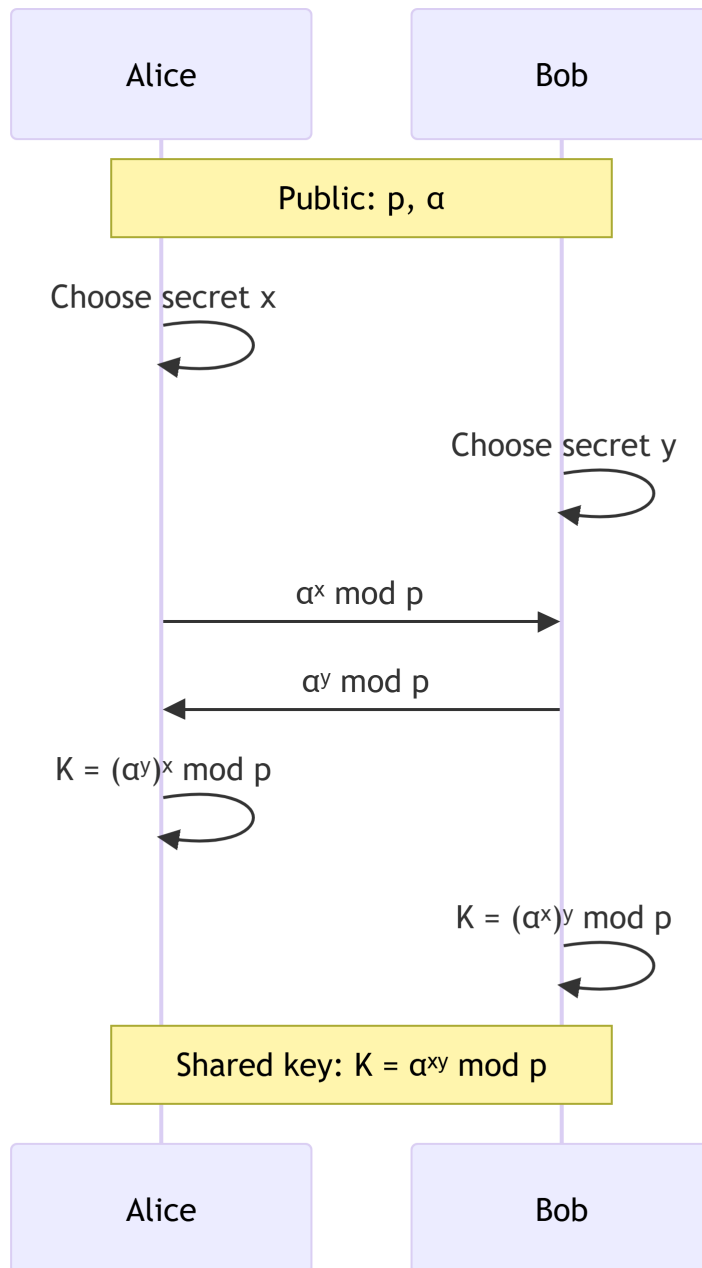 Alice
Bob
Public: p, α
Choose secret x
Choose secret y
αˣ mod p
αʸ mod p
K = (αʸ)ˣ mod p
K = (αˣ)ʸ mod p
Shared key: K = αˣʸ mod p
Alice
Bob